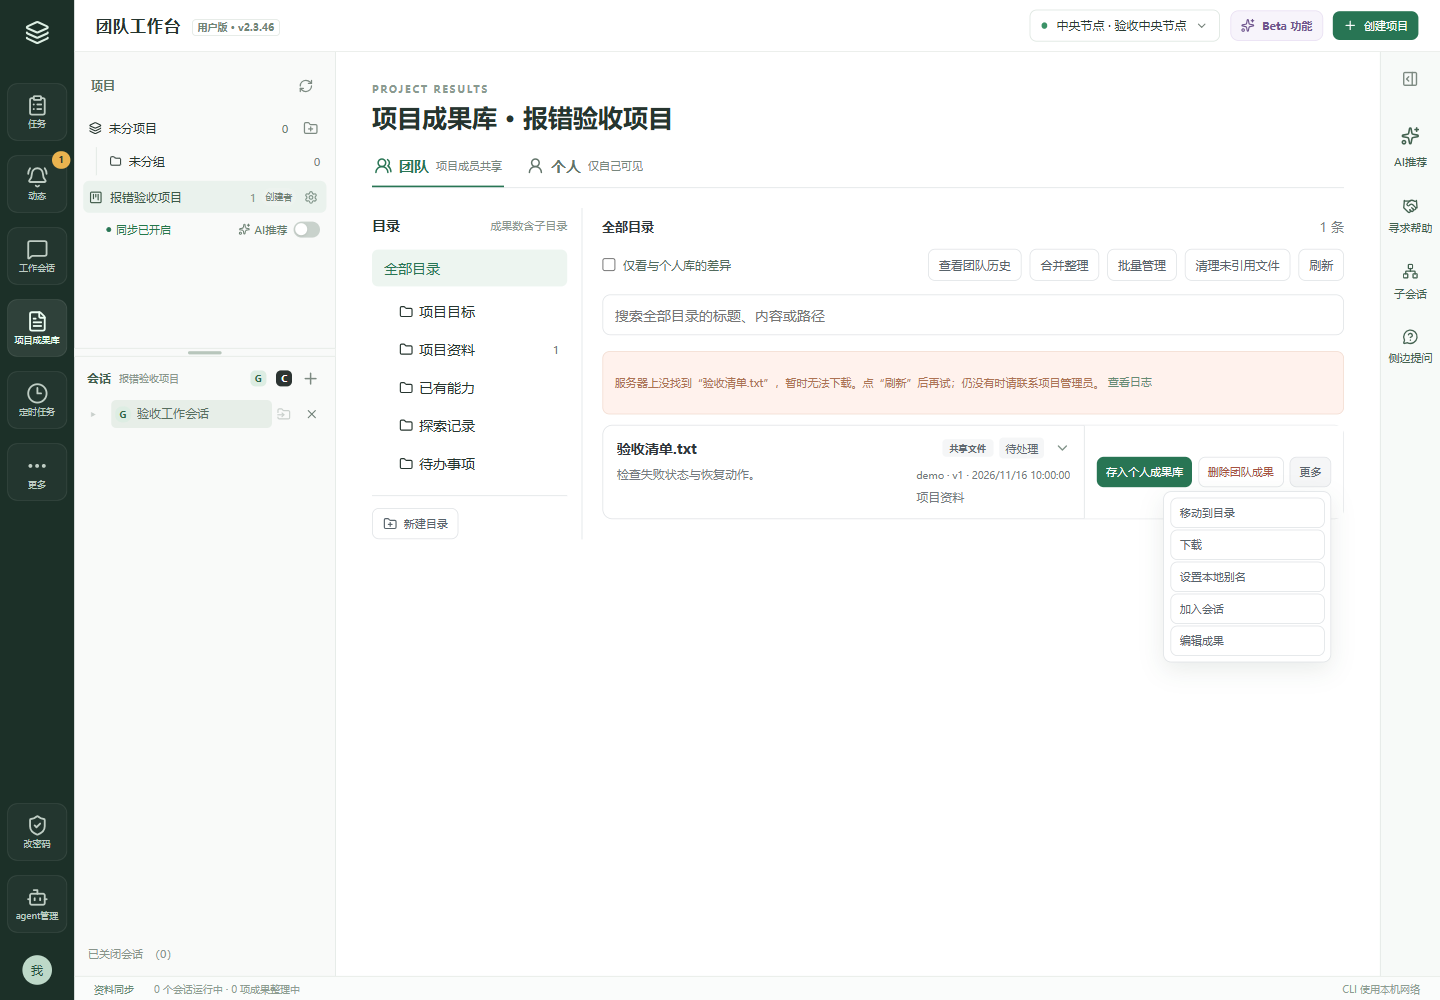 团队工作台 用户版 • v2.3.46
中央节点 · 验收中央节点
Beta 功能
创建项目
任务
1
动态
工作会话
项目成果库
定时任务
更多
改密码
agent管理
我
项目
未分项目 0
未分组 0
报错验收项目 1 创建者
同步已开启 AI推荐
会话 报错验收项目 G C
G 验收工作会话
已关闭会话 (0)
PROJECT RESULTS
项目成果库 • 报错验收项目
团队 项目成员共享 个人 仅自己可见
目录 成果数含子目录
全部目录
项目目标
项目资料 1
已有能力
探索记录
待办事项
新建目录
全部目录 1 条
仅看与个人库的差异 查看团队历史 合并整理 批量管理 清理未引用文件 刷新
搜索全部目录的标题、内容或路径
服务器上没找到“验收清单.txt”，暂时无法下载。点“刷新”后再试；仍没有时请联系项目管理员。 查看日志
验收清单.txt 共享文件 待处理
检查失败状态与恢复动作。 demo · v1 · 2026/11/16 10:00:00
项目资料
存入个人成果库 删除团队成果 更多
移动到目录
下载
设置本地别名
加入会话
编辑成果
AI推荐
寻求帮助
子会话
侧边提问
资料同步 0 个会话运行中 · 0 项成果整理中
CLI 使用本机网络